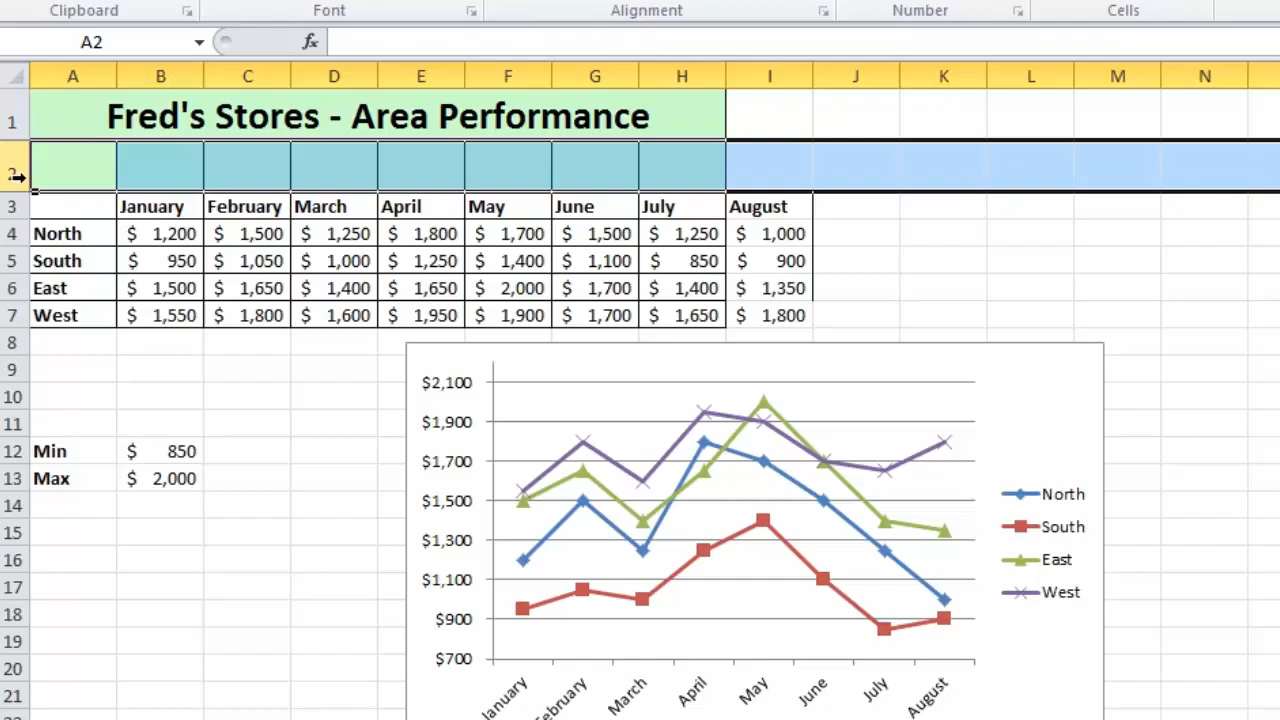 Clipboard Font Alignment Number Cells
A2 fx
A B C D E F G H I J K L M N
1 Fred's Stores - Area Performance
2
3 January February March April May June July August
4 North $ 1,200 $ 1,500 $ 1,250 $ 1,800 $ 1,700 $ 1,500 $ 1,250 $ 1,000
5 South $ 950 $ 1,050 $ 1,000 $ 1,250 $ 1,400 $ 1,100 $ 850 $ 900
6 East $ 1,500 $ 1,650 $ 1,400 $ 1,650 $ 2,000 $ 1,700 $ 1,400 $ 1,350
7 West $ 1,550 $ 1,800 $ 1,600 $ 1,950 $ 1,900 $ 1,700 $ 1,650 $ 1,800
8
9
10
11
12 Min $ 850
13 Max $ 2,000
14
15
16
17
18
19
20
21
$2,100
$1,900
$1,700
$1,500
$1,300
$1,100
$900
$700
January February March April May June July August
North
South
East
West